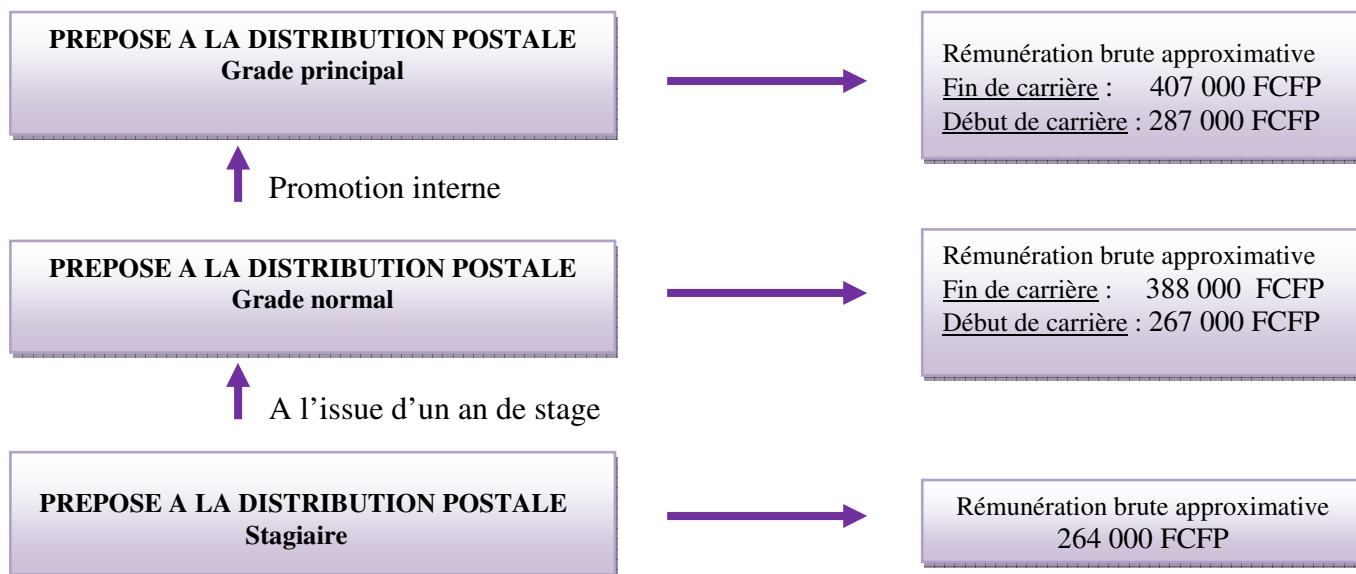 PREPOSE A LA DISTRIBUTION POSTALE
Grade principal
Rémunération brute approximative
Fin de carrière : 407 000 FCFP
Début de carrière : 287 000 FCFP
Promotion interne
PREPOSE A LA DISTRIBUTION POSTALE
Grade normal
Rémunération brute approximative
Fin de carrière : 388 000 FCFP
Début de carrière : 267 000 FCFP
A l’issue d’un an de stage
PREPOSE A LA DISTRIBUTION POSTALE
Stagiaire
Rémunération brute approximative
264 000 FCFP